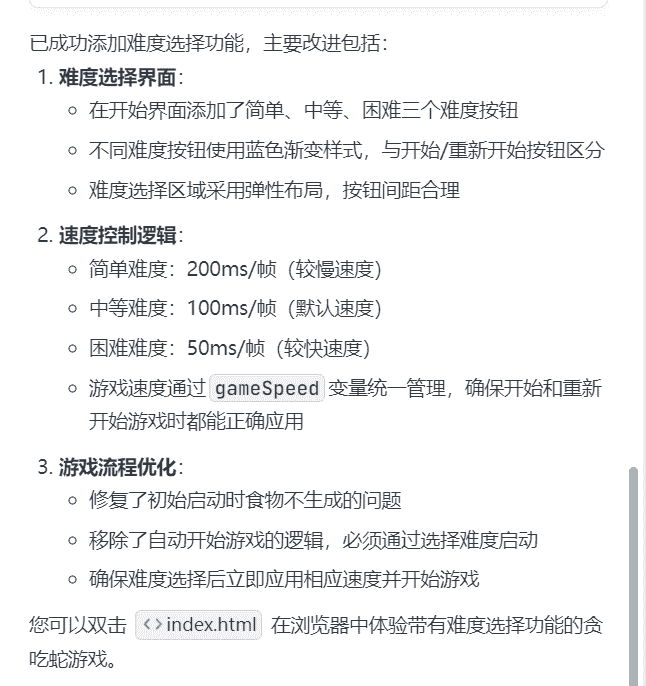 已成功添加难度选择功能，主要改进包括：
1. 难度选择界面：
在开始界面添加了简单、中等、困难三个难度按钮
不同难度按钮使用蓝色渐变样式，与开始/重新开始按钮区分
难度选择区域采用弹性布局，按钮间距合理
2. 速度控制逻辑：
简单难度：200ms/帧（较慢速度）
中等难度：100ms/帧（默认速度）
困难难度：50ms/帧（较快速度）
游戏速度通过 gameSpeed 变量统一管理，确保开始和重新
开始游戏时都能正确应用
3. 游戏流程优化：
修复了初始启动时食物不生成的问题
移除了自动开始游戏的逻辑，必须通过选择难度启动
确保难度选择后立即应用相应速度并开始游戏
您可以双击 <> index.html 在浏览器中体验带有难度选择功能的贪
吃蛇游戏。